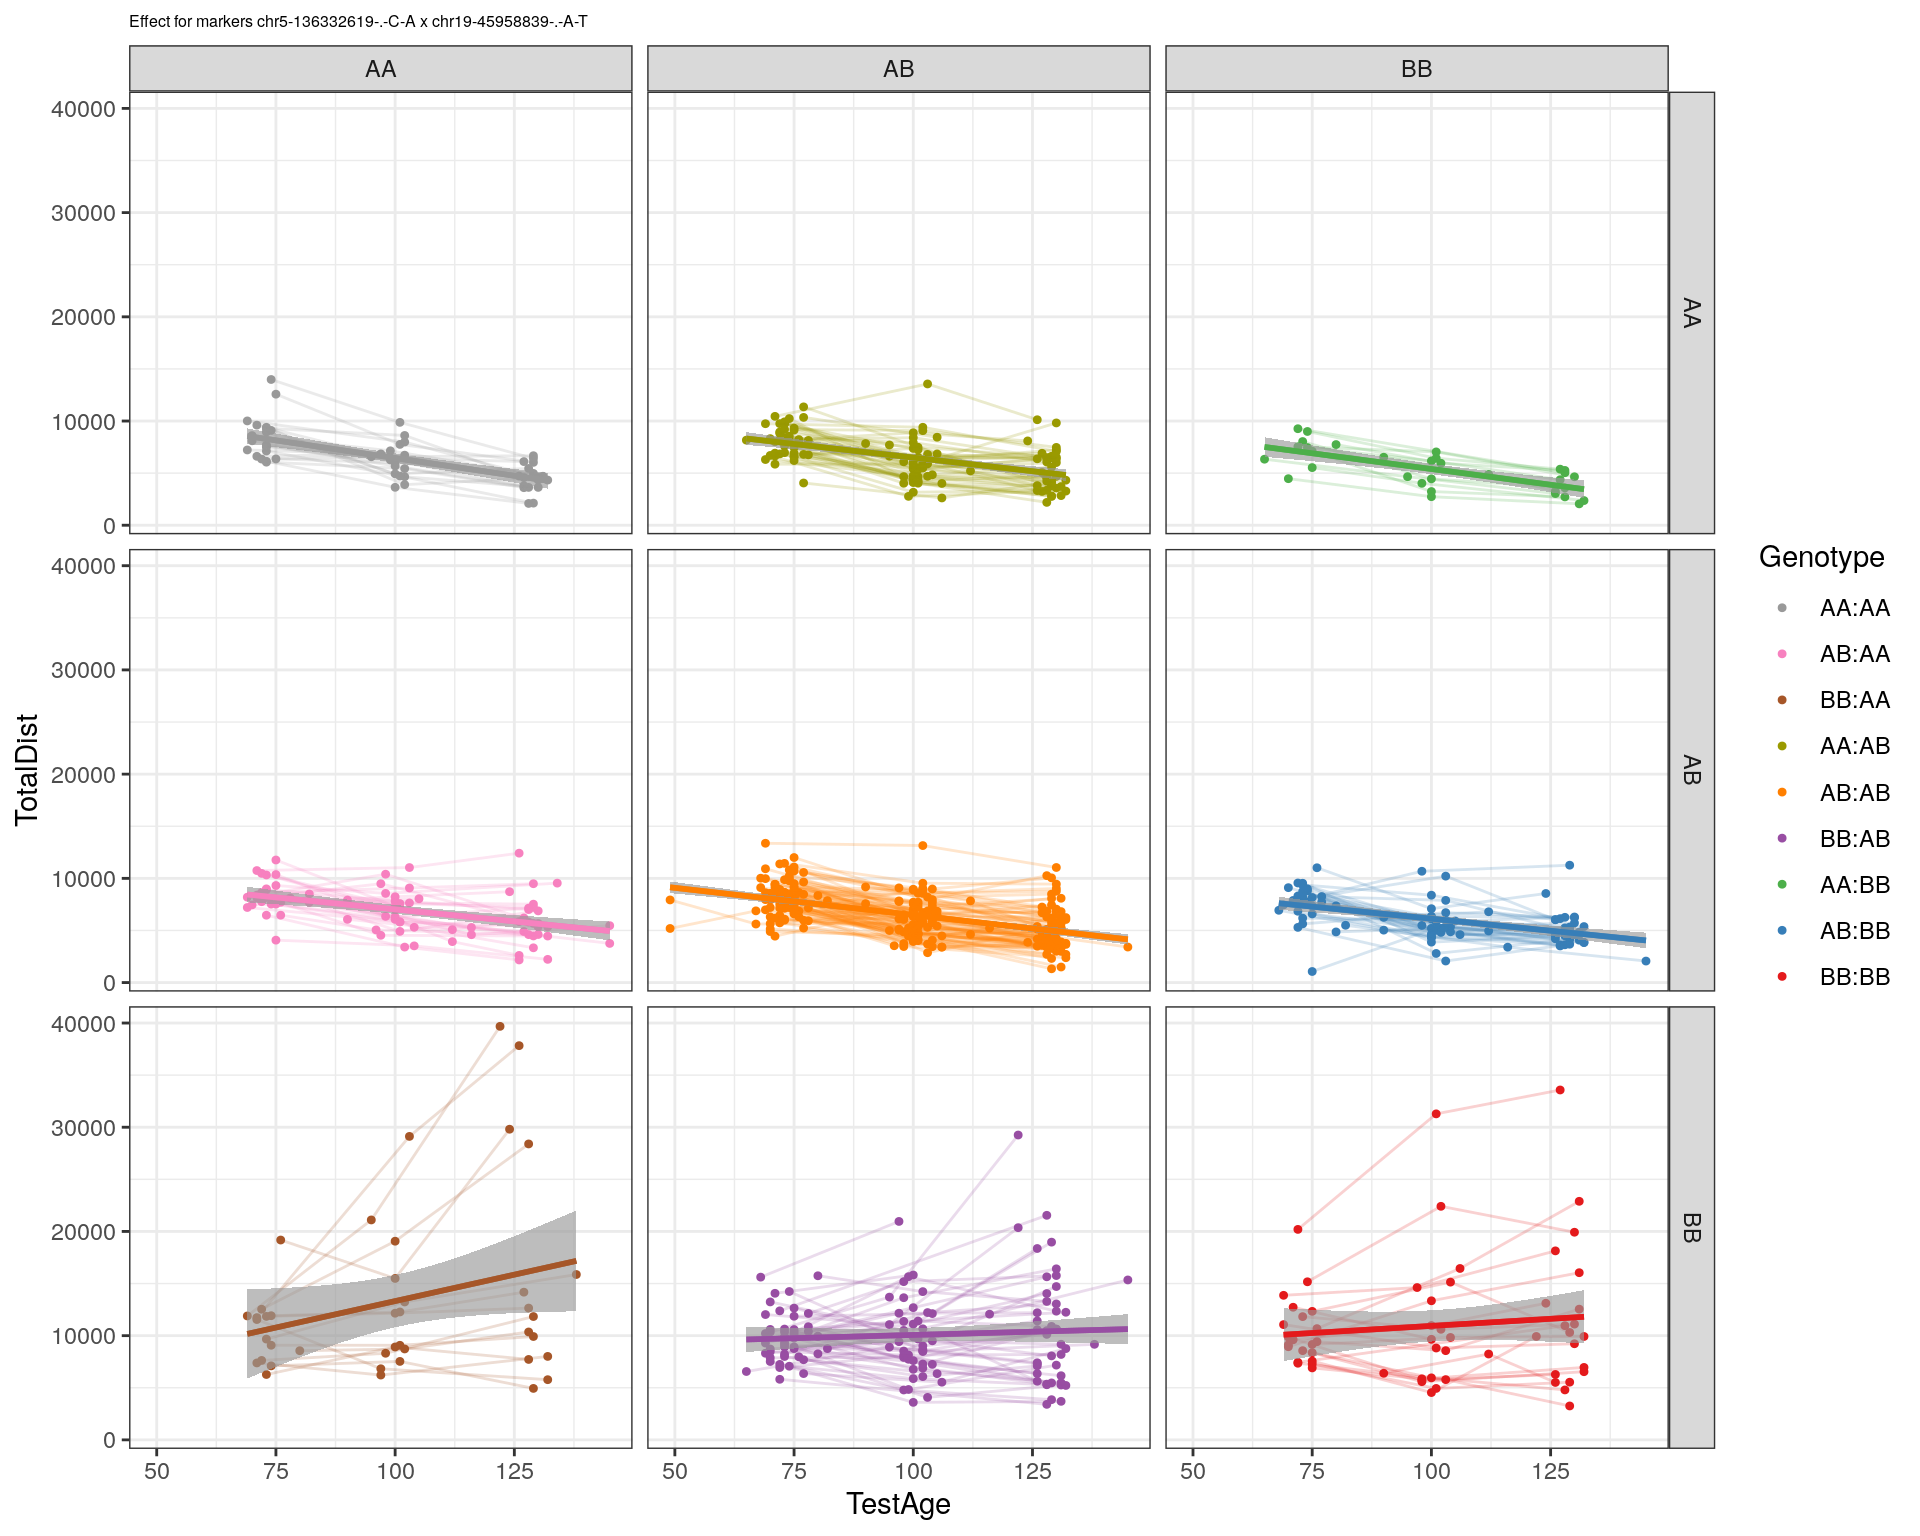 Effect for markers chr5-136332619-.-C-A x chr19-45958839-.-A-T
AA
AB
BB
40000
30000
20000
10000
0
AA
40000
30000
20000
10000
0
AB
40000
30000
20000
10000
0
BB
50
75
100
125
50
75
100
125
50
75
100
125
TestAge
TotalDist
Genotype
AA:AA
AB:AA
BB:AA
AA:AB
AB:AB
BB:AB
AA:BB
AB:BB
BB:BB